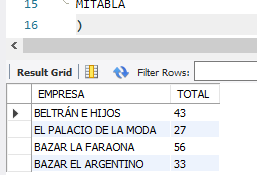 15 MITABLA
16 )
Result Grid Filter Rows:
EMPRESA TOTAL
BELTRÁN E HIJOS 43
EL PALACIO DE LA MODA 27
BAZAR LA FARAONA 56
BAZAR EL ARGENTINO 33